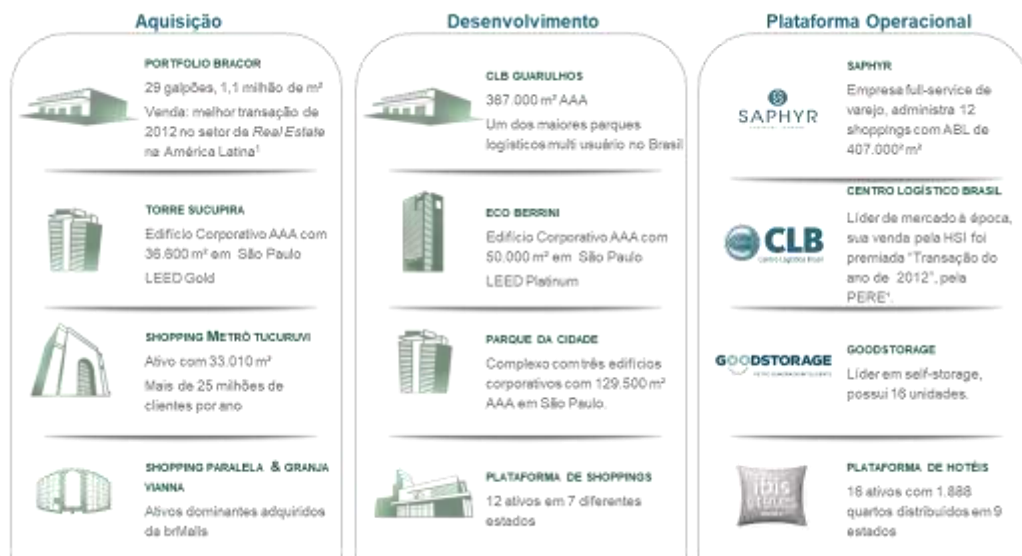 Aquisição
PORTFOLIO BRACOR
29 galpões, 1,1 milhão de m²
Venda: melhor transação de
2012 no setor de Real Estate
na América Latina¹
TORRE SUCUPIRA
Edifício Corporativo AAA com
36.600 m² em São Paulo
LEED Gold
SHOPPING METRÔ TUCURUVI
Ativo com 33.010 m²
Mais de 25 milhões de
clientes por ano
SHOPPING PARALELA & GRANJA
VIANNA
Ativos dominantes adquiridos
da brMalls
Desenvolvimento
CLB GUARULHOS
367.000 m² AAA
Um dos maiores parques
logísticos multi usuário no Brasil
ECO BERRINI
Edifício Corporativo AAA com
50.000 m² em São Paulo
LEED Platinum
PARQUE DA CIDADE
Complexo com três edifícios
corporativos com 129.500 m²
AAA em São Paulo.
PLATAFORMA DE SHOPPINGS
12 ativos em 7 diferentes
estados
Plataforma Operacional
SAPHYR
SAPHYR
Empresa full-service de
varejo, administra 12
shoppings com ABL de
407.000² m²
CLB
Centro Logístico Brasil
CENTRO LOGÍSTICO BRASIL
Líder de mercado à época,
sua venda pela HSI foi
premiada "Transação do
ano de 2012", pela
PERE¹.
GOODSTORAGE
GOODSTORAGE
Líder em self-storage,
possui 16 unidades.
ibis
PLATAFORMA DE HOTÉIS
16 ativos com 1.888
quartos distribuídos em 9
estados